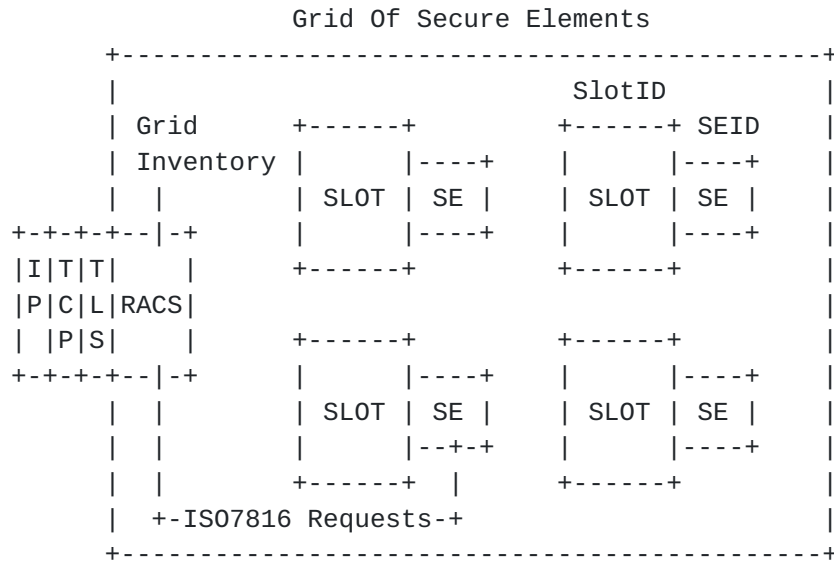 Grid Of Secure Elements
+----------------------------------------------+
|                             SlotID           |
| Grid       +------+         +------+ SEID    |
| Inventory  |      |----+    |      |----+    |
|  |         | SLOT | SE |    | SLOT | SE |    |
+-+-+-+--|-+      |      |----+    |      |----+    |
|I|T|T|    |      +------+         +------+         |
|P|C|L|RACS|                                        |
| |P|S|    |      +------+         +------+         |
+-+-+-+--|-+      |      |----+    |      |----+    |
|  |         | SLOT | SE |    | SLOT | SE |    |
|  |         |      |--+-+    |      |----+    |
|  |         +------+  |      +------+         |
|  +-ISO7816 Requests-+                        |
+----------------------------------------------+